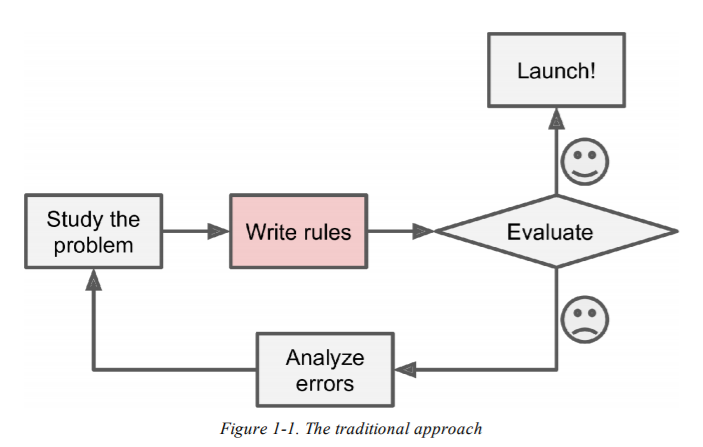 Launch!
Study the
problem
Write rules
Evaluate
Analyze
errors
Figure 1-1. The traditional approach